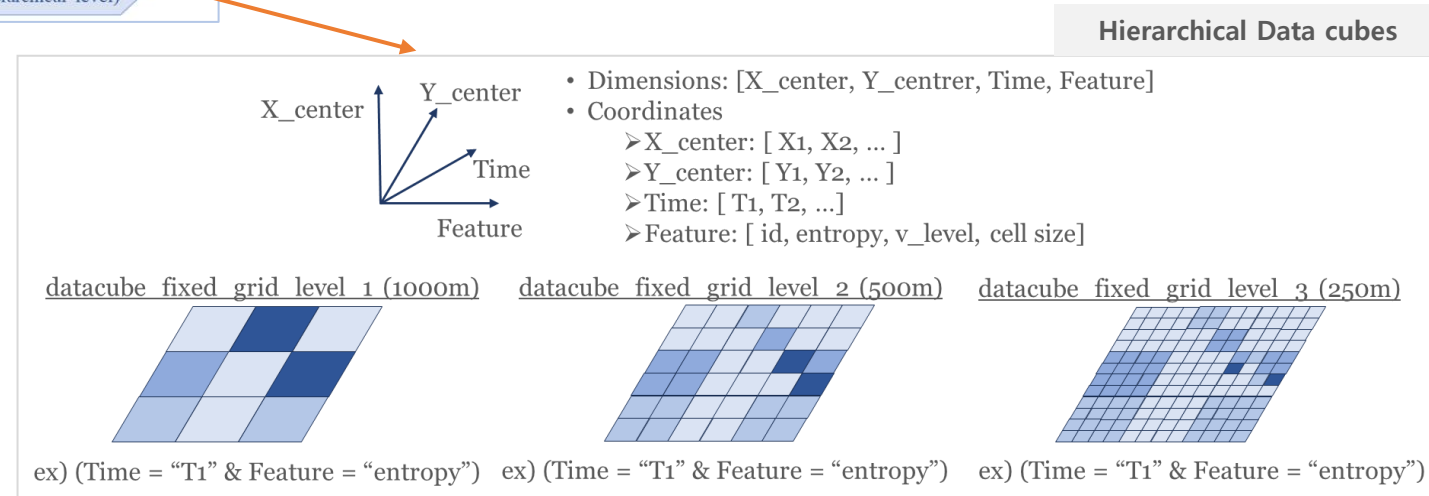 level)
Hierarchical Data cubes
X_center
Y_center
Time
Feature
• Dimensions: [X_center, Y_centrer, Time, Feature]
• Coordinates
➢X_center: [ X1, X2, ... ]
➢Y_center: [ Y1, Y2, ... ]
➢Time: [ T1, T2, ...]
➢Feature: [ id, entropy, v_level, cell size]
datacube_fixed_grid_level_1 (1000m)
datacube_fixed_grid_level_2 (500m)
datacube_fixed_grid_level_3 (250m)
ex) (Time = “T1” & Feature = “entropy”)
ex) (Time = “T1” & Feature = “entropy”)
ex) (Time = “T1” & Feature = “entropy”)